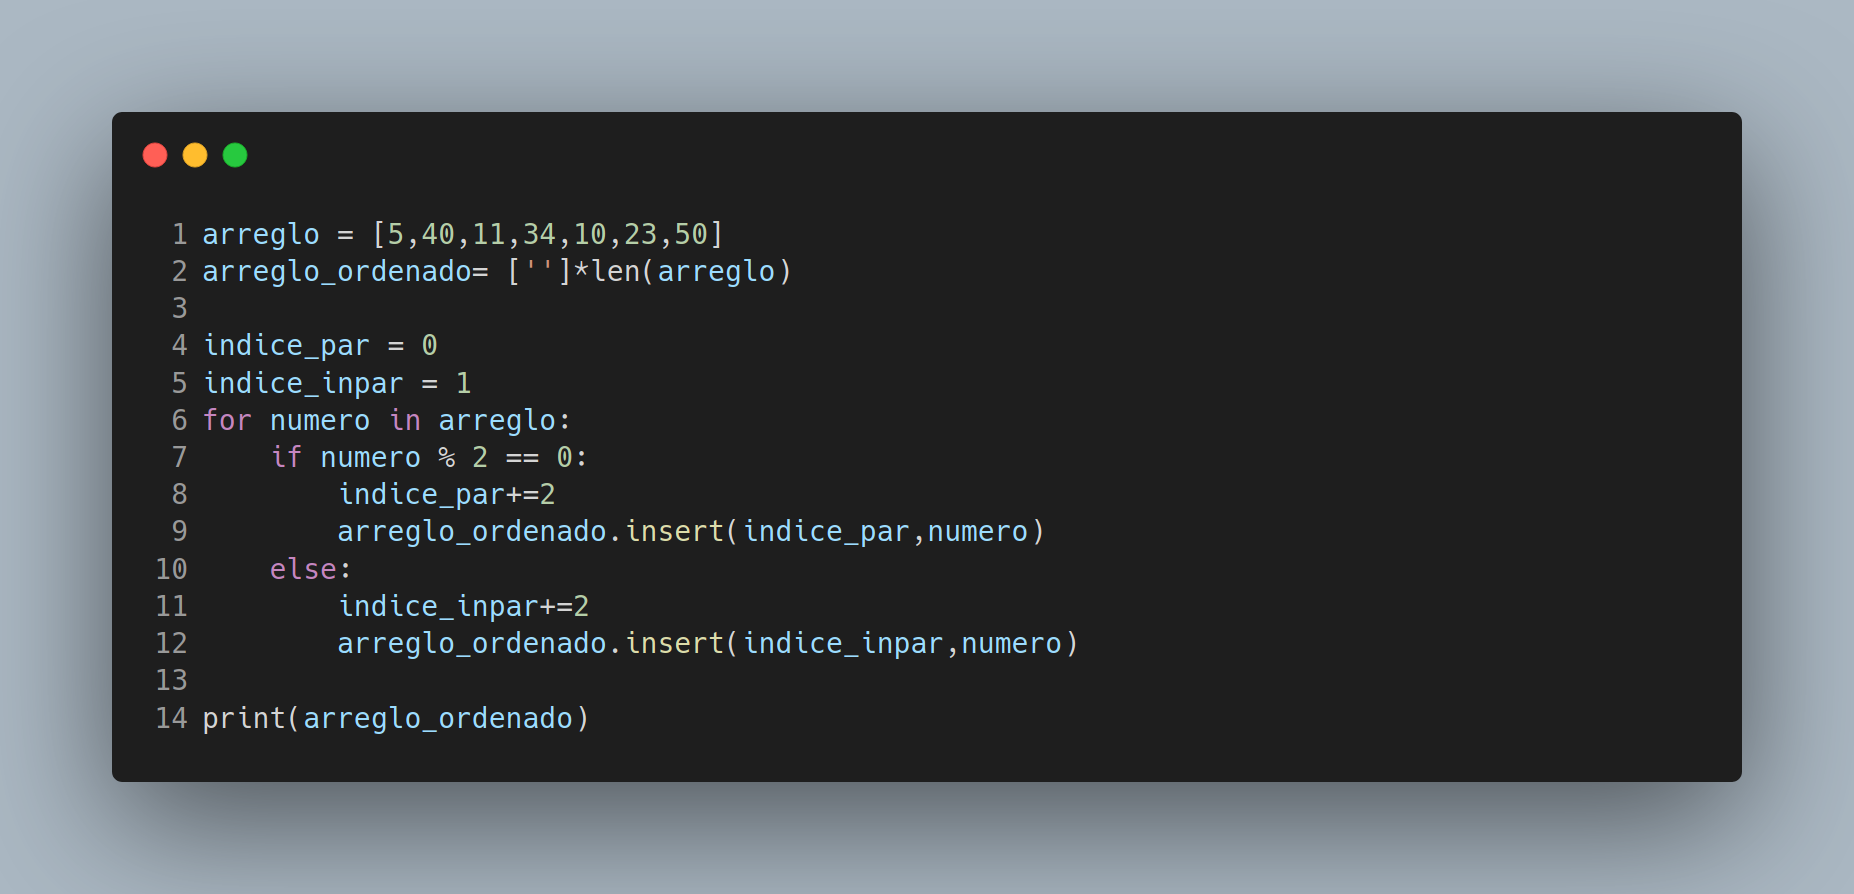 1 arreglo = [5,40,11,34,10,23,50]
2 arreglo_ordenado= ['']*len(arreglo)
3
4 indice_par = 0
5 indice_inpar = 1
6 for numero in arreglo:
7     if numero % 2 == 0:
8         indice_par+=2
9         arreglo_ordenado.insert(indice_par,numero)
10     else:
11         indice_inpar+=2
12         arreglo_ordenado.insert(indice_inpar,numero)
13
14 print(arreglo_ordenado)